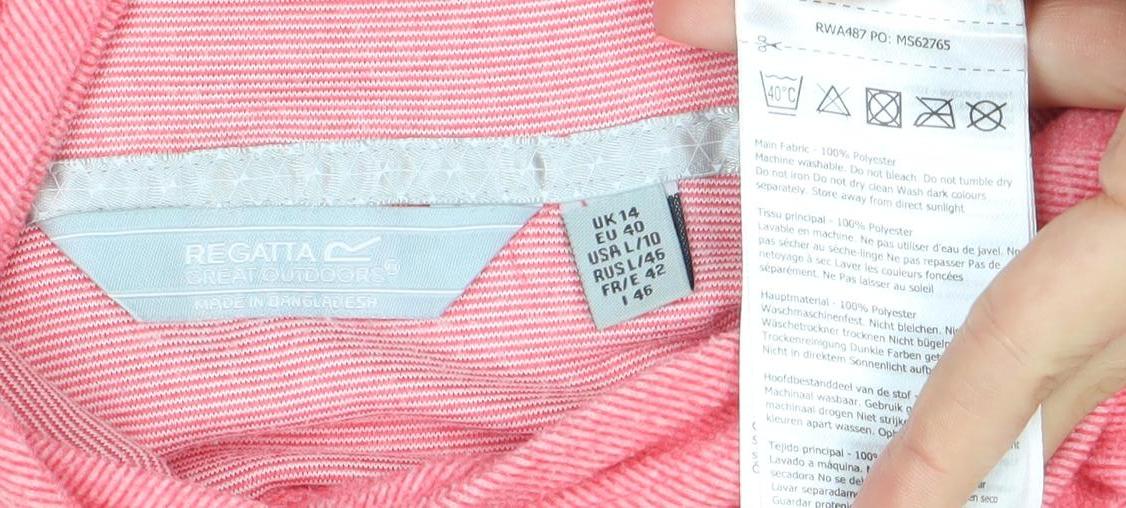 REGATTA
GREAT OUTDOORS®
MADE IN BANGLADESH
UK 14
EU 40
USA L/10
RUS L/46
FR/E 42
I 46
RWA487 PO: MS62765
40°C
Main Fabric - 100% Polyester
Machine washable. Do not bleach. Do not tumble dry
Do not iron Do not dry clean Wash dark colours
separately. Store away from direct sunlight.
Tissu principal - 100% Polyester
Lavable en machine. Ne pas utiliser d'eau de javel. Ne
pas sécher au sèche-linge Ne pas repasser Pas de
nettoyage à sec Laver les couleurs foncées
séparément. Ne Pas laisser au soleil
Hauptmaterial - 100% Polyester
Waschmaschinenfest. Nicht bleichen.
Wäschetrockner trocknen Nicht bügeln
Trockenreinigung Dunkle Farben
Nicht in direktem Sonnenlicht
Hoofdbestanddeel van de stof -
Machinaal wasbaar. Gebruik
machinaal drogen Niet
kleuren apart wassen.
Tejido principal - 100%
Lavado a máquina.
secadora No se
Lavar
en seco
Guardar